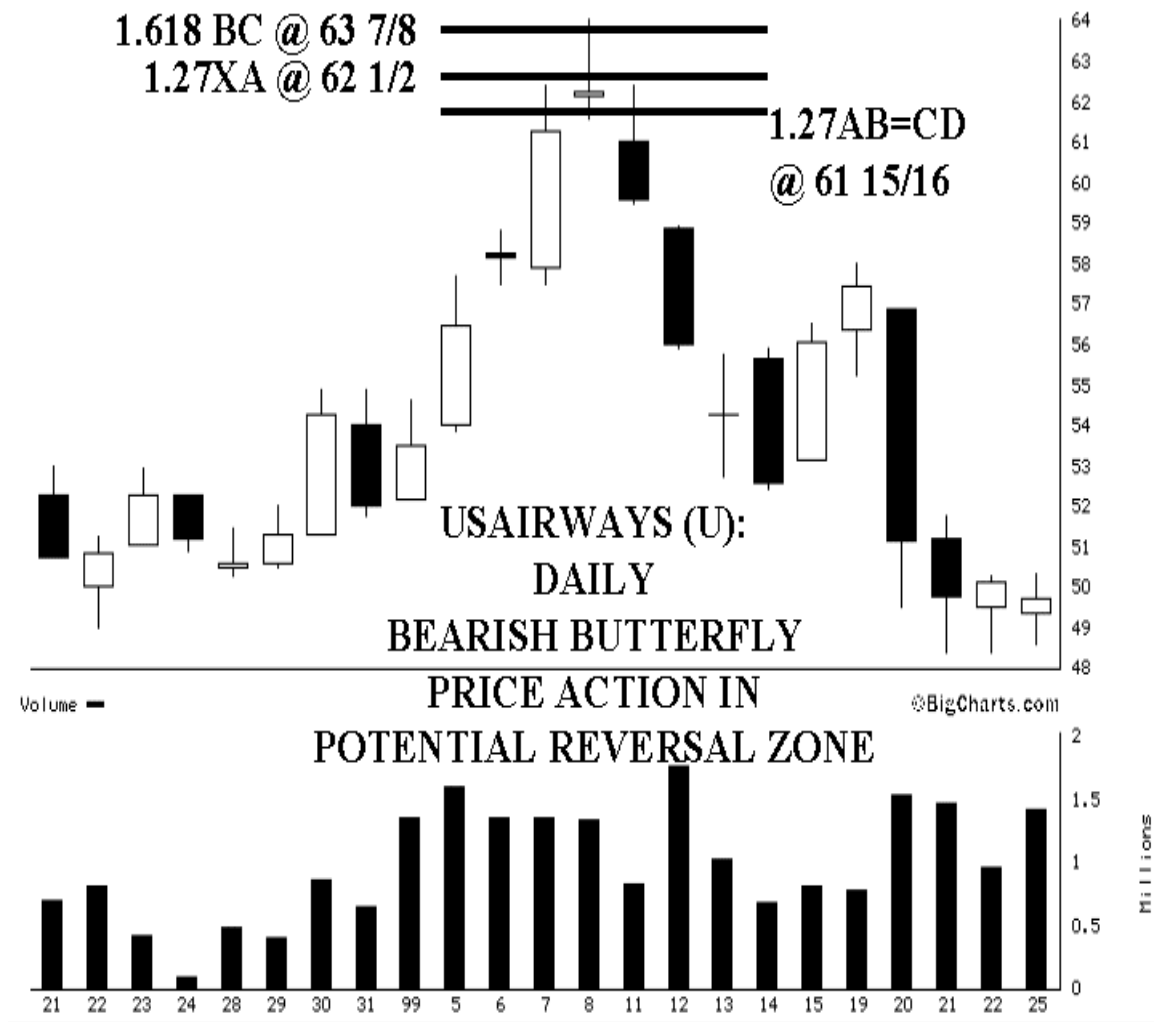 1.618 BC @ 63 7/8
1.27XA @ 62 1/2
1.27AB=CD
@ 61 15/16
64
63
62
61
60
59
58
57
56
55
54
53
52
51
50
49
48
USAIRWAYS (U):
DAILY
BEARISH BUTTERFLY
PRICE ACTION IN
POTENTIAL REVERSAL ZONE
Volume
©BigCharts.com
2
1.5
1
0.5
0
Millions
21 22 23 24 28 29 30 31 99 5 6 7 8 11 12 13 14 15 19 20 21 22 25